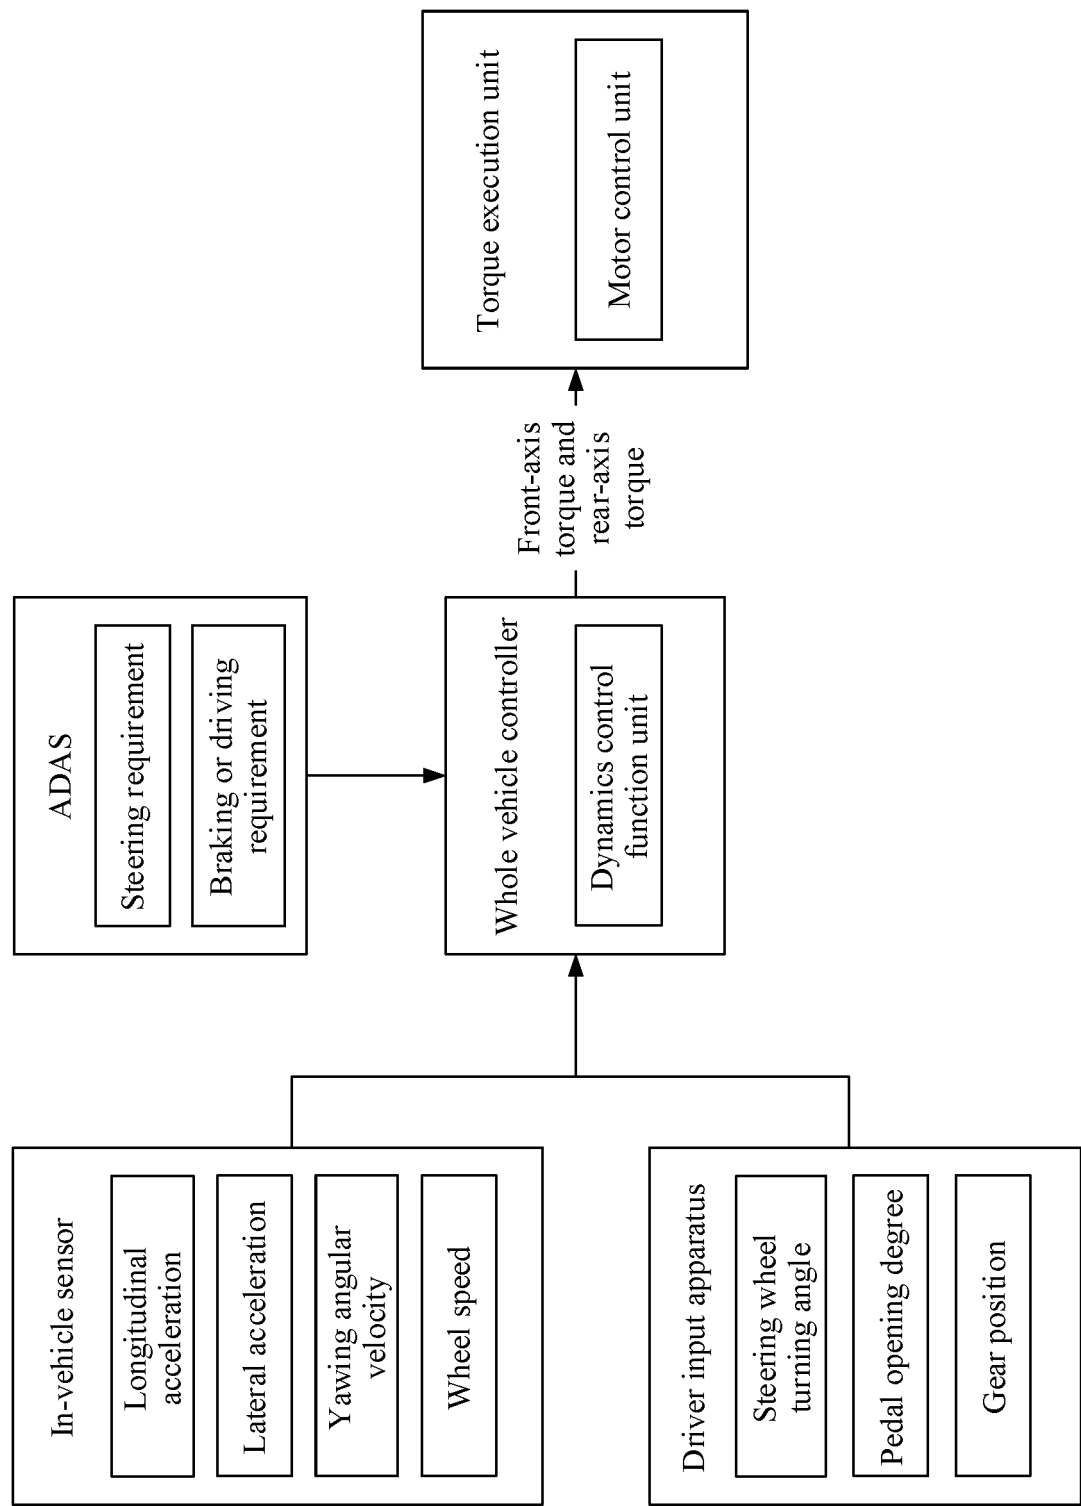 In-vehicle sensor
Longitudinal
acceleration
Lateral acceleration
Yawing angular
velocity
Wheel speed
Driver input apparatus
Steering wheel
turning angle
Pedal opening degree
Gear position
ADAS
Steering requirement
Braking or driving
requirement
Whole vehicle controller
Dynamics control
function unit
Front-axis
torque and
rear-axis
torque
Torque execution unit
Motor control unit